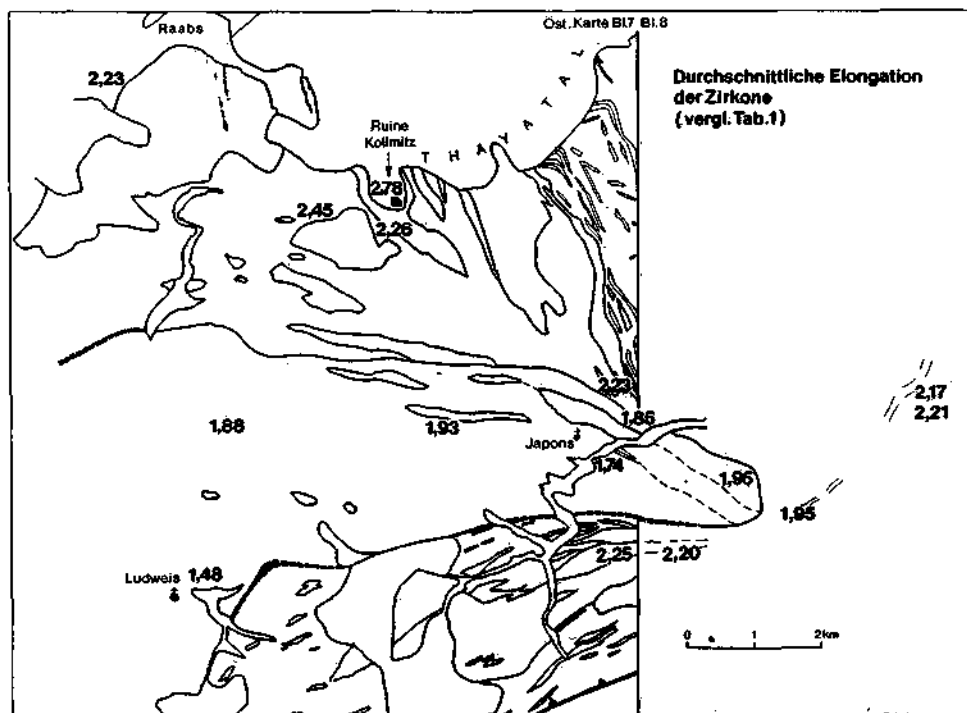 Öst. Karte Bl.7 Bl.8
Raabs
2,23
Durchschnittliche Elongation
der Zirkone
(vergl. Tab.1)
THAYATAL
Ruine
Kollmitz
2,78
2,45
2,26
2,23
2,17
2,21
1,88
1,93
1,86
Japons
1,74
1,96
1,95
2,25
2,20
Ludweis
1,48
0 1 2km